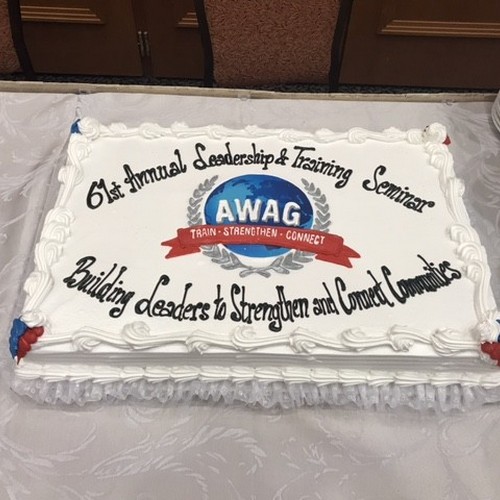 61st Annual Leadership & Training Seminar
AWAG
TRAIN · STRENGTHEN · CONNECT
Building Leaders to Strengthen and Connect Communities